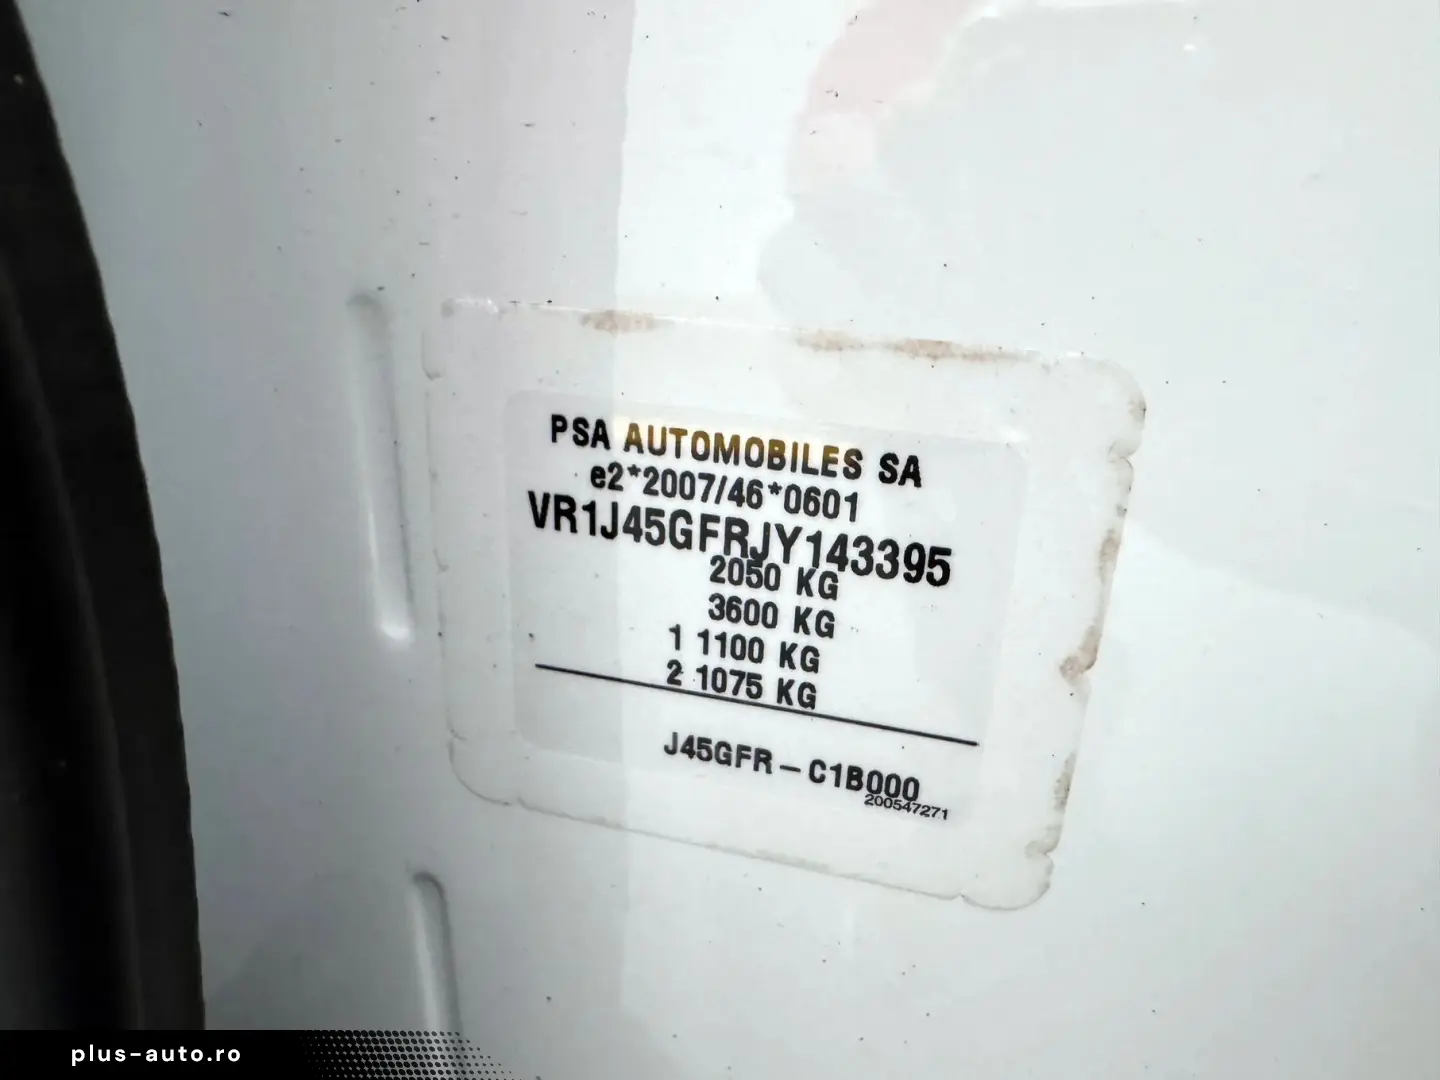 PSA AUTOMOBILES SA
e2*2007/46*0601
VR1J45GFRJY143395
2050 KG
3600 KG
1 1100 KG
2 1075 KG
J45GFR – C1B000
200547271
plus-auto.ro